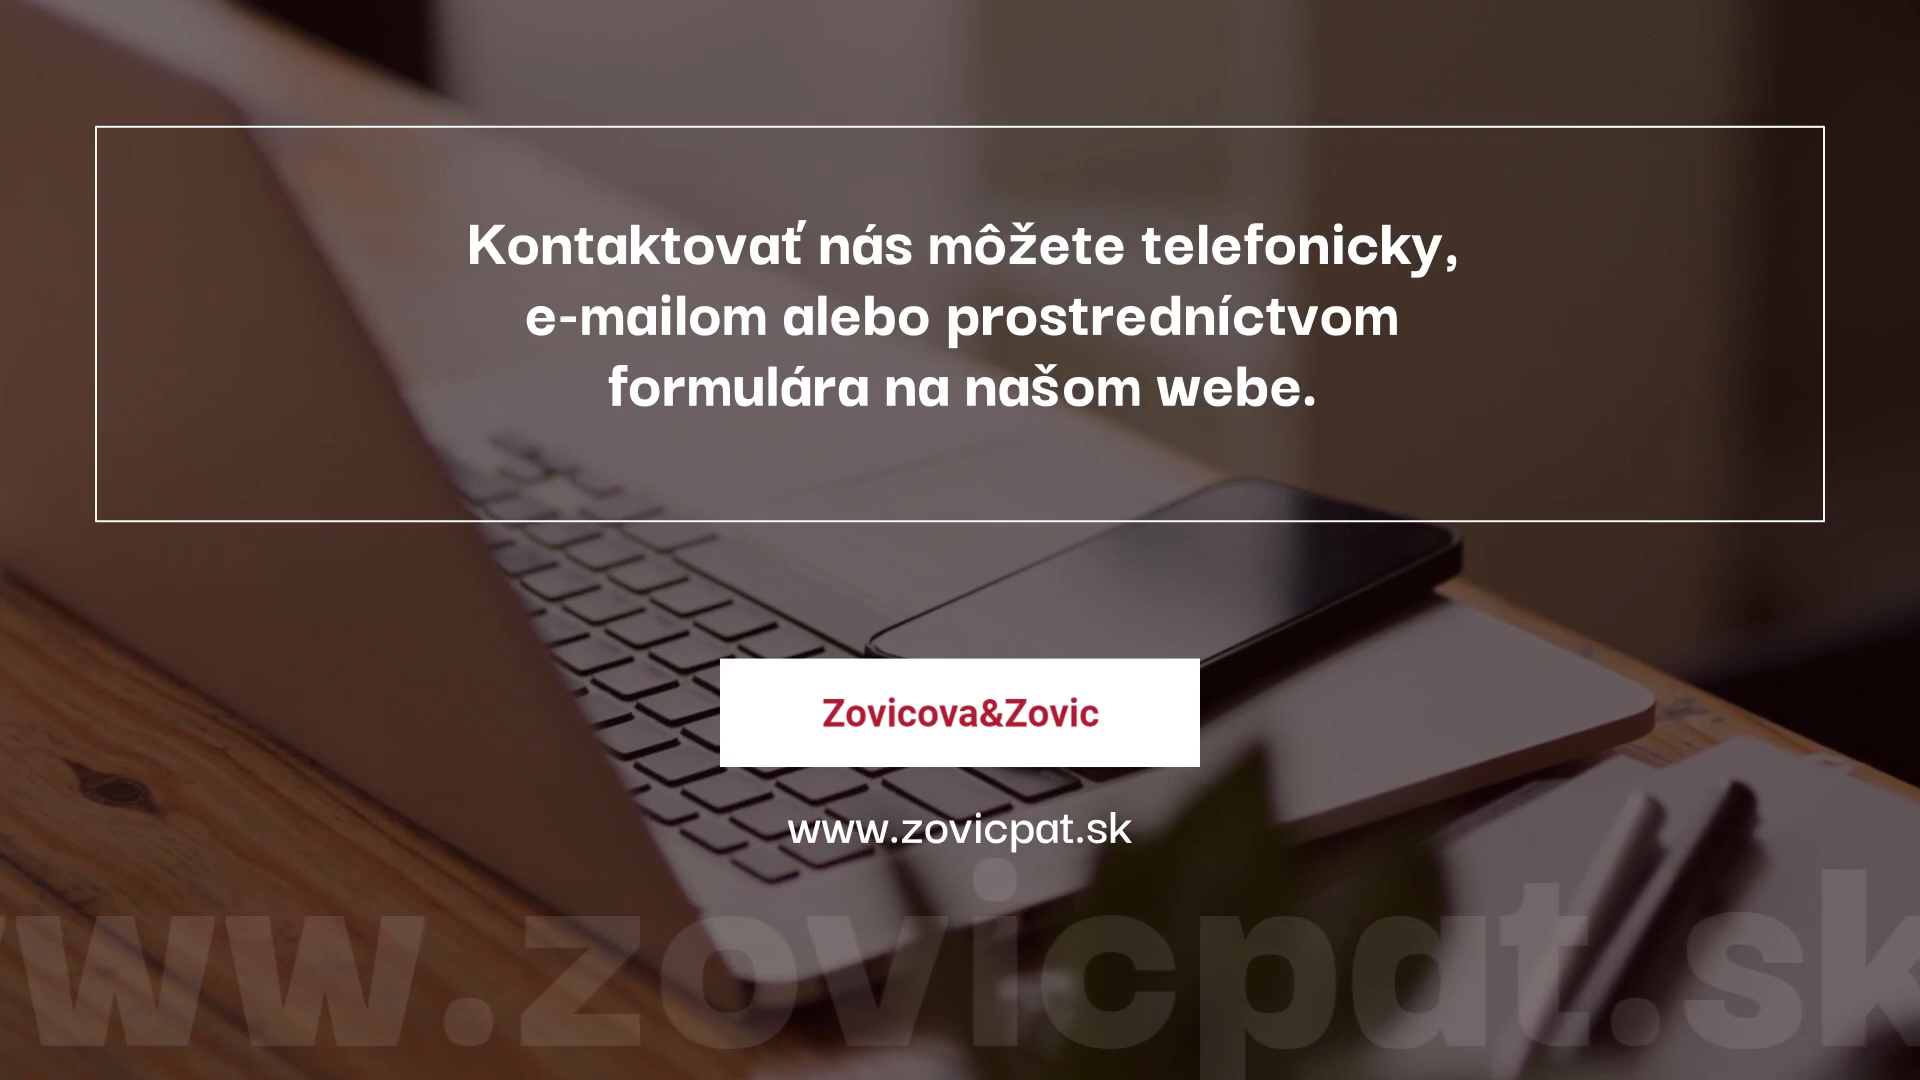 Kontaktovať nás môžete telefonicky,
e-mailom alebo prostredníctvom
formulára na našom webe.
Zovicova&Zovic
www.zovicpat.sk
ww.zovicpat.sk